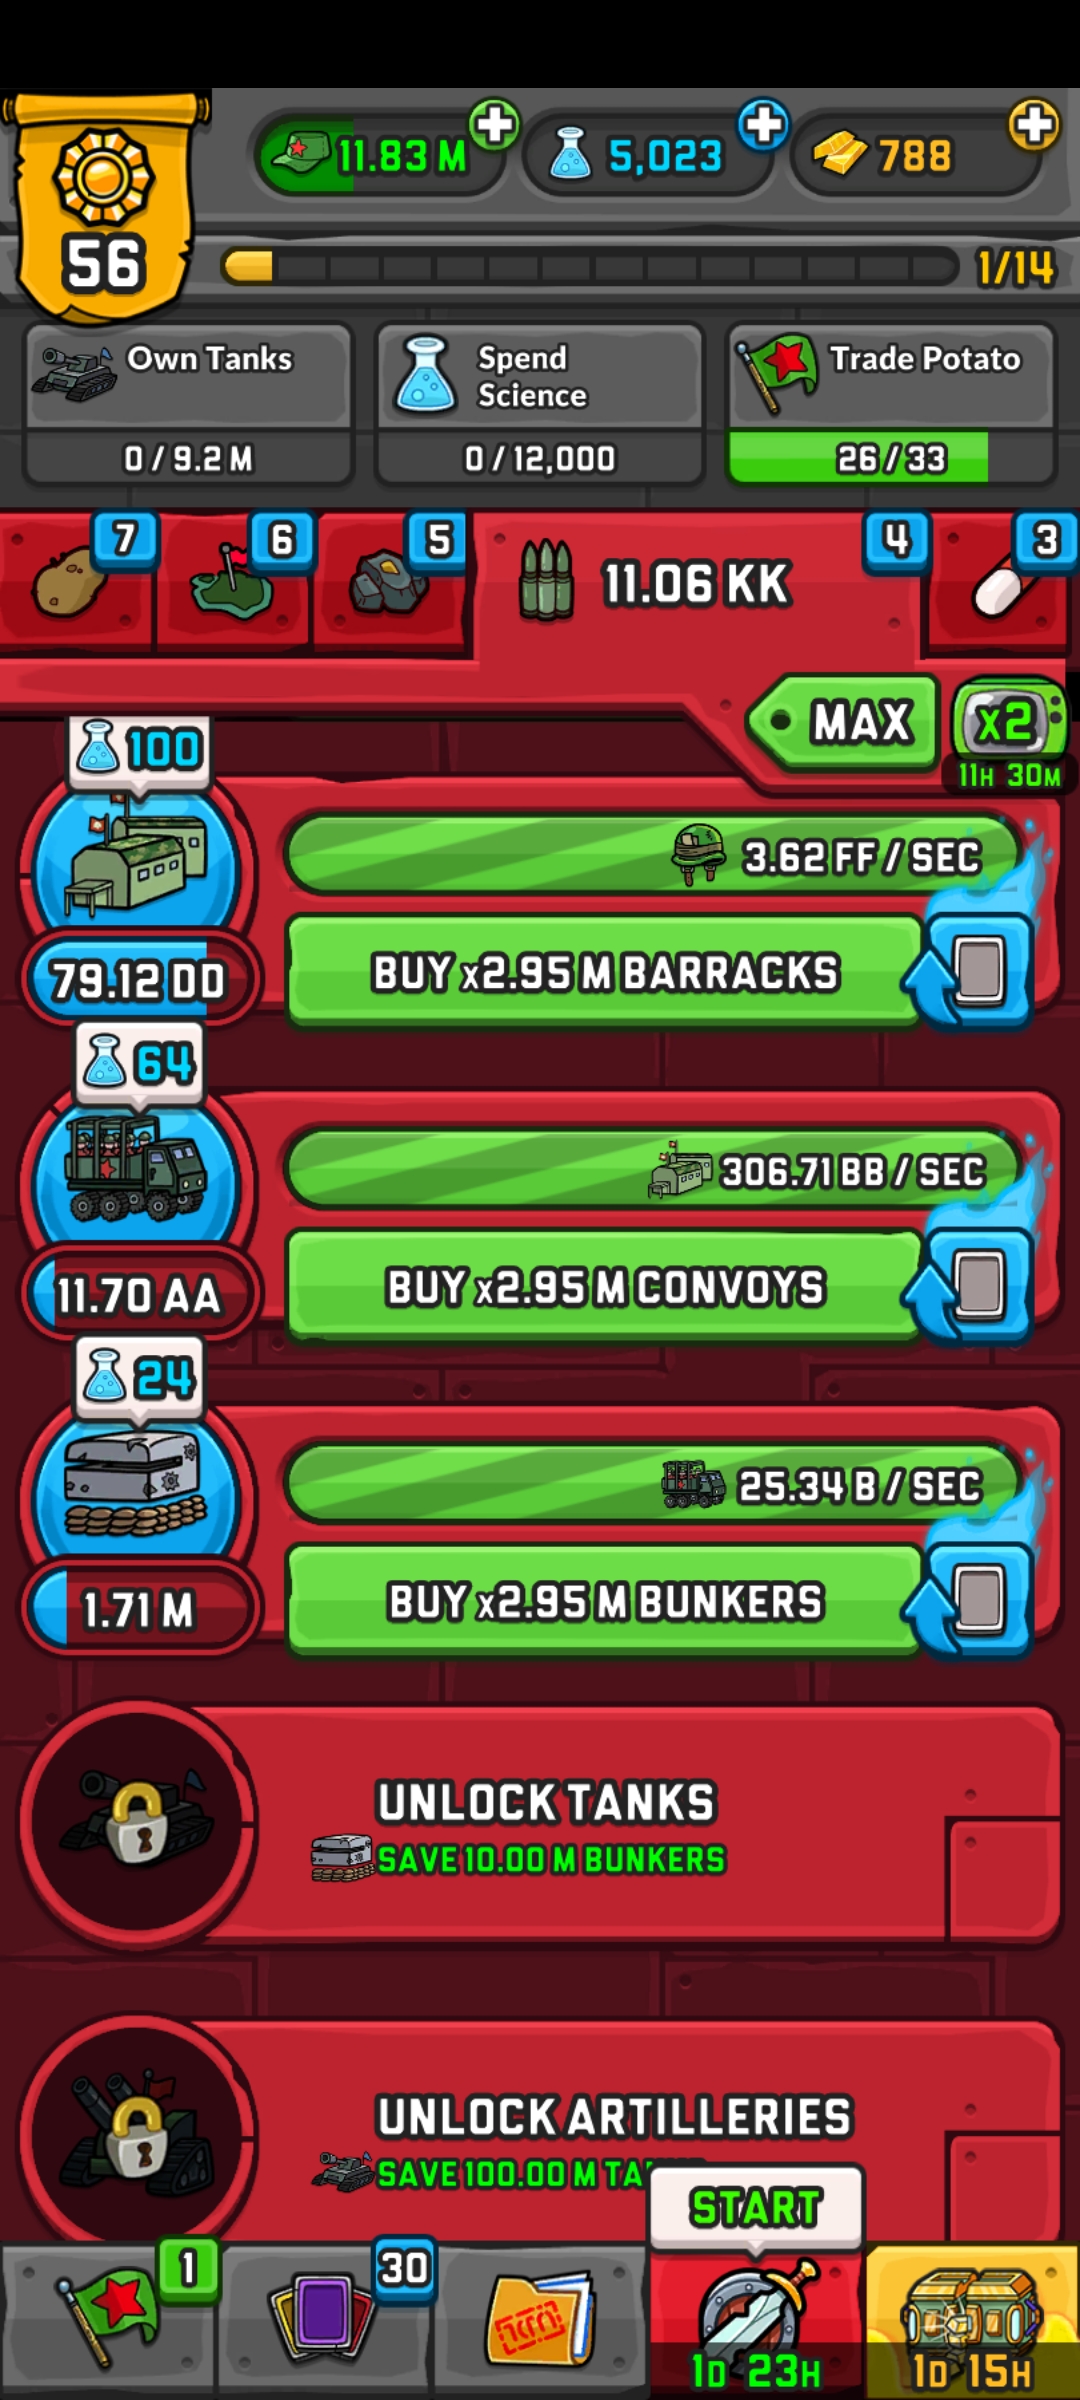 11.83 M
5,023
788
56
1/14
Own Tanks
Spend
Science
Trade Potato
0 / 9.2 M
0 / 12,000
26 / 33
7
6
5
11.06 KK
4
3
MAX
x2
11H 30M
100
3.62 FF / SEC
79.12 DD
BUY x2.95 M BARRACKS
64
306.71 BB / SEC
11.70 AA
BUY x2.95 M CONVOYS
24
25.34 B / SEC
1.71 M
BUY x2.95 M BUNKERS
UNLOCK TANKS
SAVE 10.00 M BUNKERS
UNLOCK ARTILLERIES
SAVE 100.00 M
START
1
30
1D 23H
1D 15H